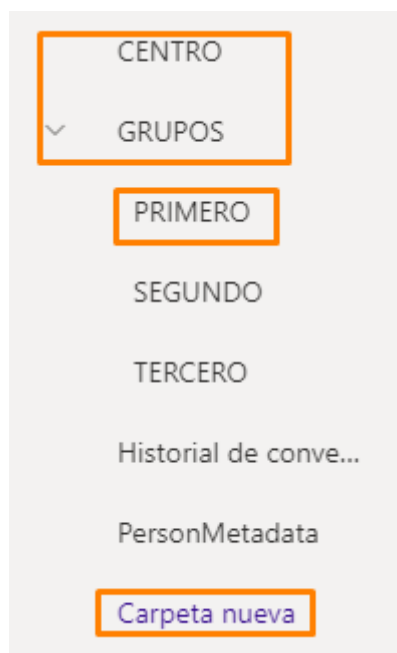 CENTRO
GRUPOS
PRIMERO
SEGUNDO
TERCERO
Historial de conve...
PersonMetadata
Carpeta nueva